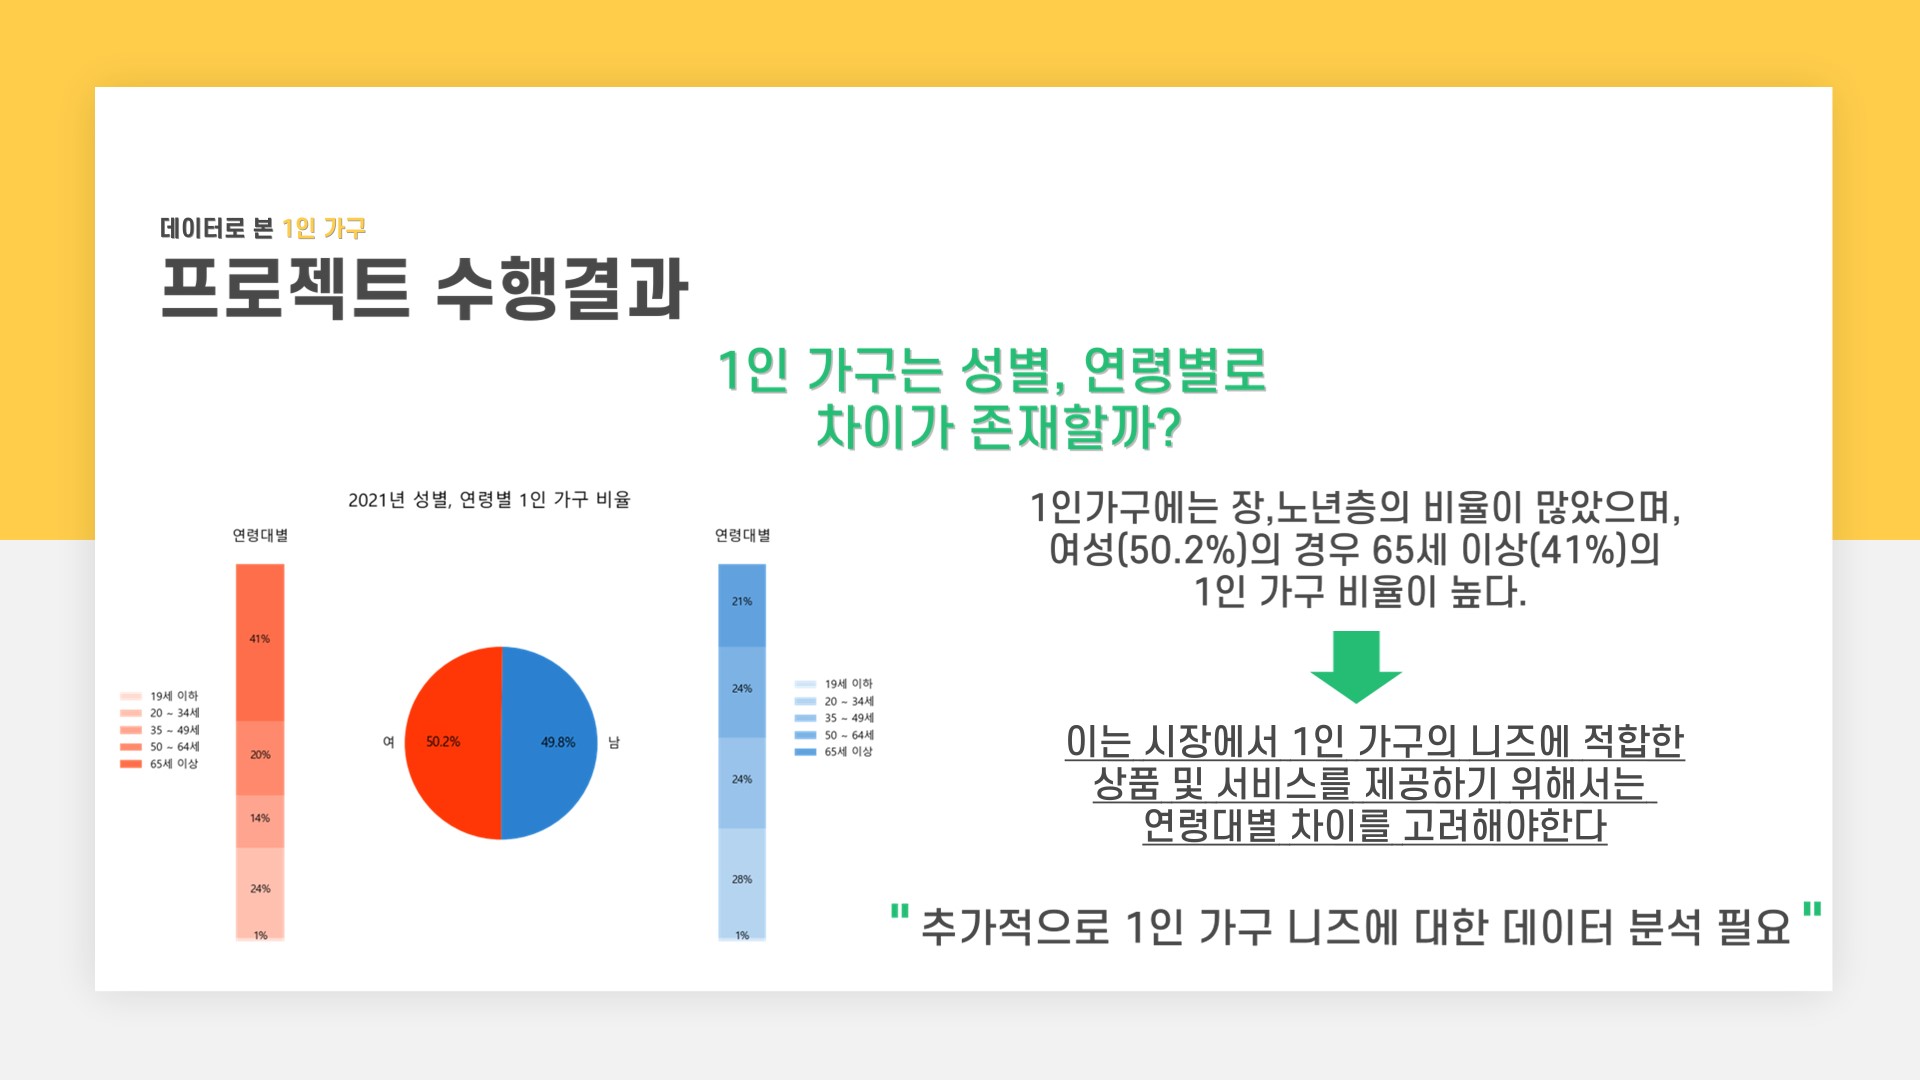 데이터로 본 1인 가구
프로젝트 수행결과
1인 가구는 성별, 연령별로
차이가 존재할까?
2021년 성별, 연령별 1인 가구 비율
연령대별
41%
20%
14%
24%
1%
19세 이하
20 ~ 34세
35 ~ 49세
50 ~ 64세
65세 이상
여
50.2%
49.8%
남
연령대별
21%
24%
24%
28%
1%
19세 이하
20 ~ 34세
35 ~ 49세
50 ~ 64세
65세 이상
1인가구에는 장,노년층의 비율이 많았으며,
여성(50.2%)의 경우 65세 이상(41%)의
1인 가구 비율이 높다.
이는 시장에서 1인 가구의 니즈에 적합한
상품 및 서비스를 제공하기 위해서는
연령대별 차이를 고려해야한다
" 추가적으로 1인 가구 니즈에 대한 데이터 분석 필요 "